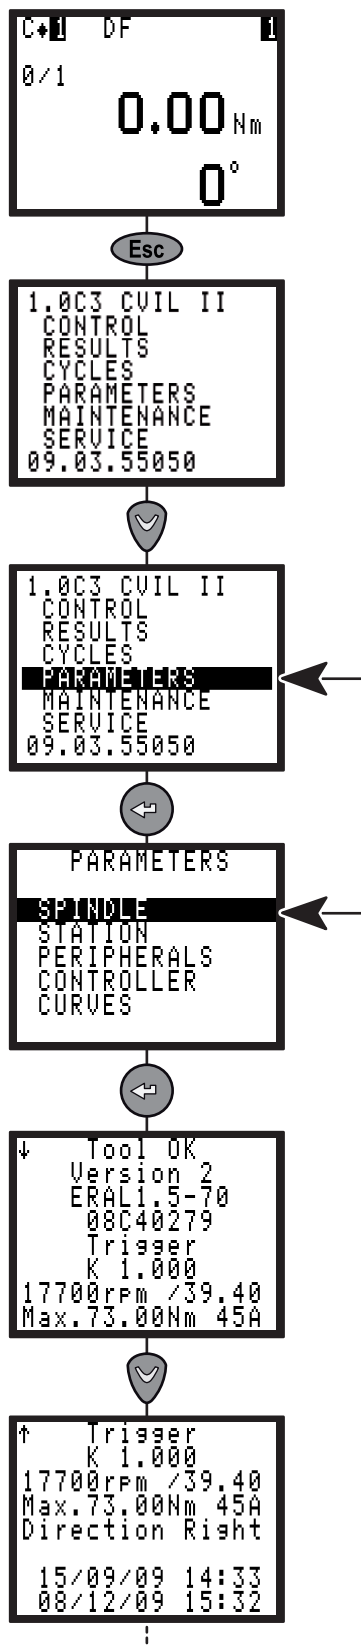 C♦1 DF 1
0/1
0.00 Nm
0°
Esc
1.0C3 CVIL II
CONTROL
RESULTS
CYCLES
PARAMETERS
MAINTENANCE
SERVICE
09.03.55050
1.0C3 CVIL II
CONTROL
RESULTS
CYCLES
PARAMETERS
MAINTENANCE
SERVICE
09.03.55050
PARAMETERS
SPINDLE
STATION
PERIPHERALS
CONTROLLER
CURVES
↓ Tool OK
Version 2
ERAL1.5-70
08C40279
Trigger
K 1.000
17700rpm /39.40
Max.73.00Nm 45A
↑ Trigger
K 1.000
17700rpm /39.40
Max.73.00Nm 45A
Direction Right
15/09/09 14:33
08/12/09 15:32